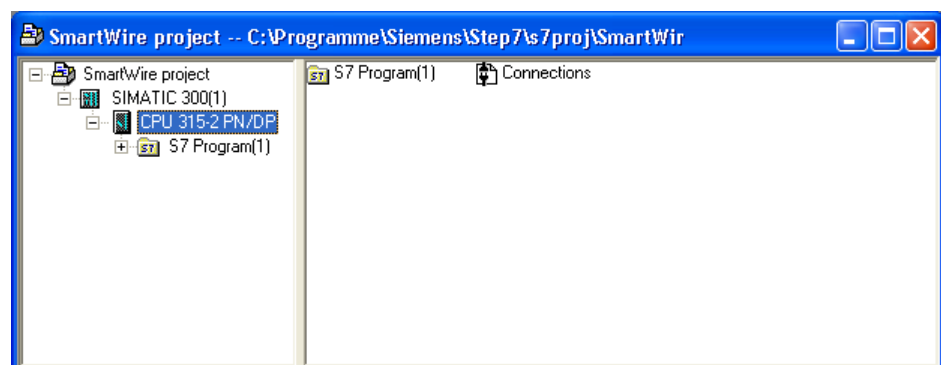 SmartWire project -- C:\Programme\Siemens\Step7\s7proj\SmartWir
SmartWire project
SIMATIC 300(1)
CPU 315-2 PN/DP
S7 Program(1)
S7 Program(1)
Connections